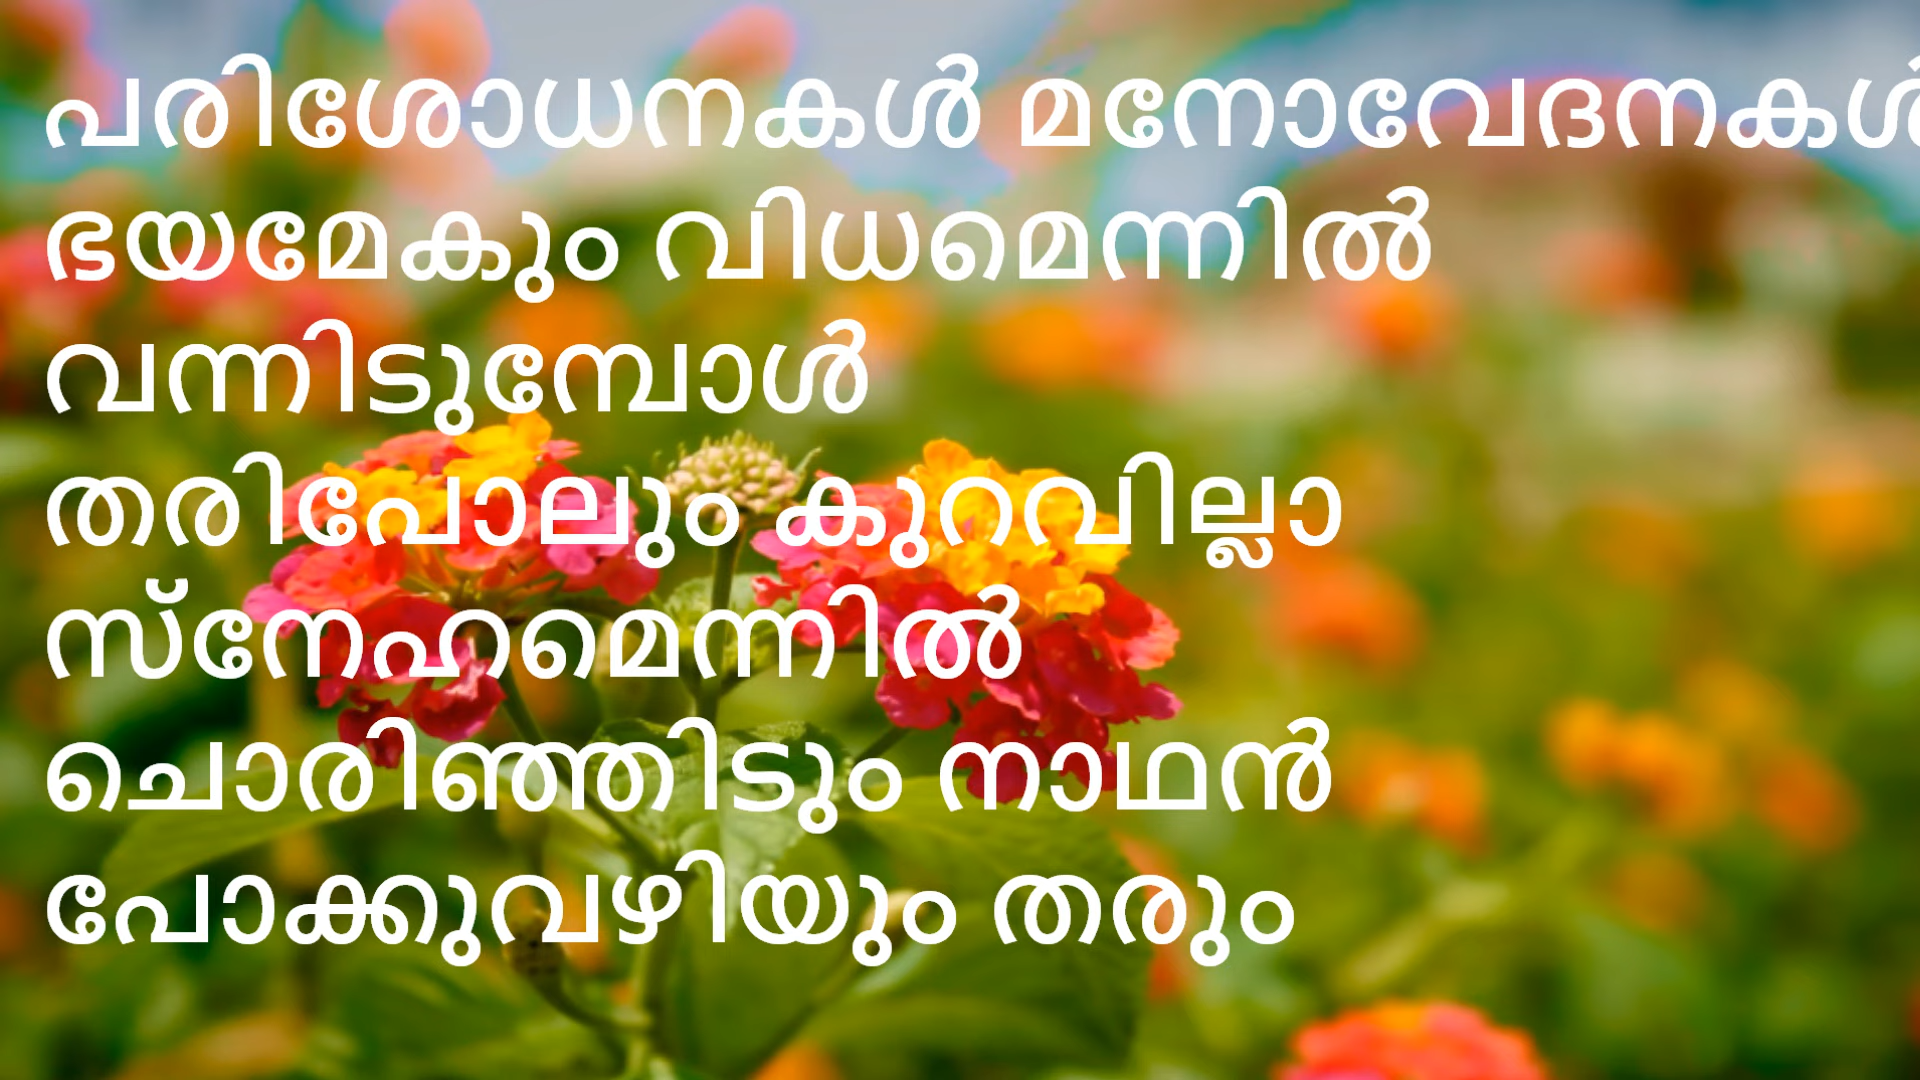 പരിശോധനകൾ മനോവേദനകൾ
ഭയമേകും വിധമെന്നിൽ
വന്നിടുമ്പോൾ
തരിപോലും കുറവില്ലാ
സ്നേഹമെന്നിൽ
ചൊരിഞ്ഞിടും നാഥൻ
പോക്കുവഴിയും തരും